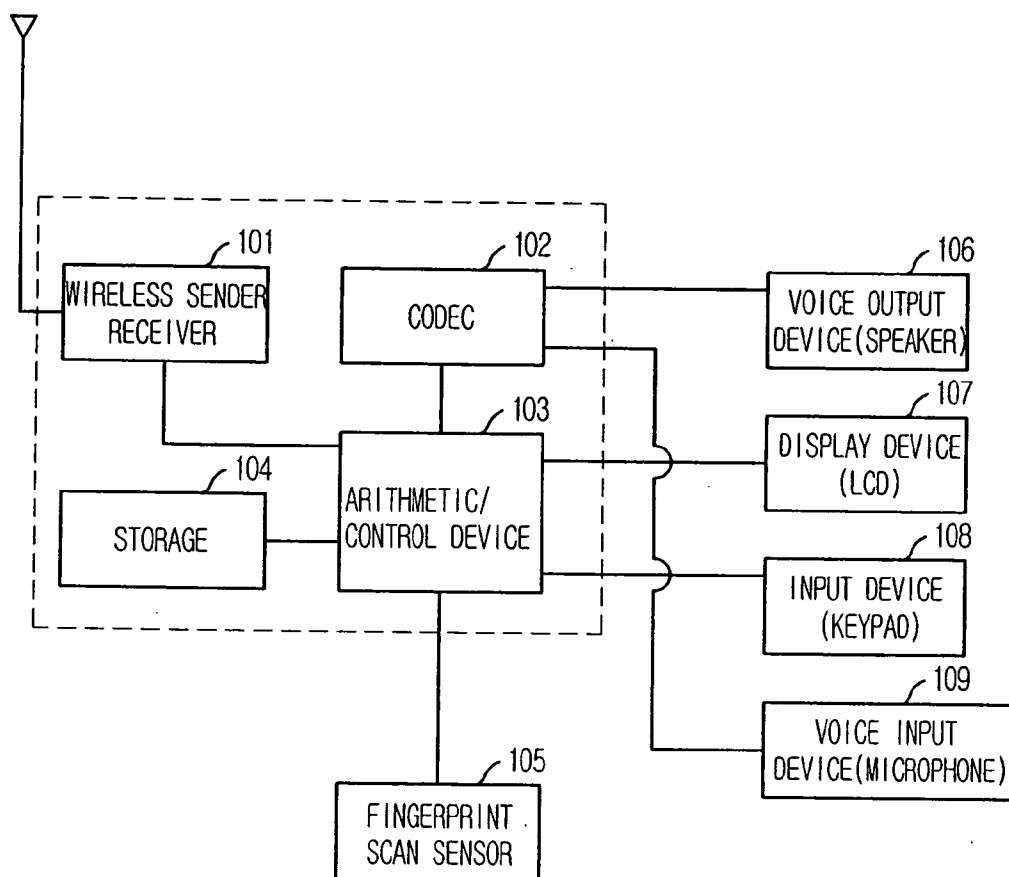 101
WIRELESS SENDER
RECEIVER
102
CODEC
106
VOICE OUTPUT
DEVICE(SPEAKER)
103
ARITHMETIC/
CONTROL DEVICE
107
DISPLAY DEVICE
(LCD)
104
STORAGE
108
INPUT DEVICE
(KEYPAD)
109
VOICE INPUT
DEVICE(MICROPHONE)
105
FINGERPRINT
SCAN SENSOR